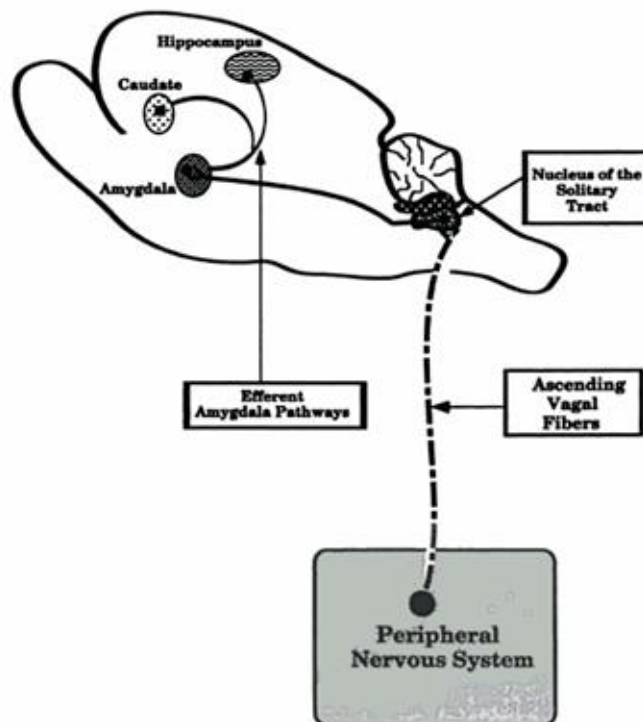 Hippocampus
Caudate
Amygdala
Nucleus of the
Solitary
Tract
Efferent
Amygdala Pathways
Ascending
Vagal
Fibers
Peripheral
Nervous System